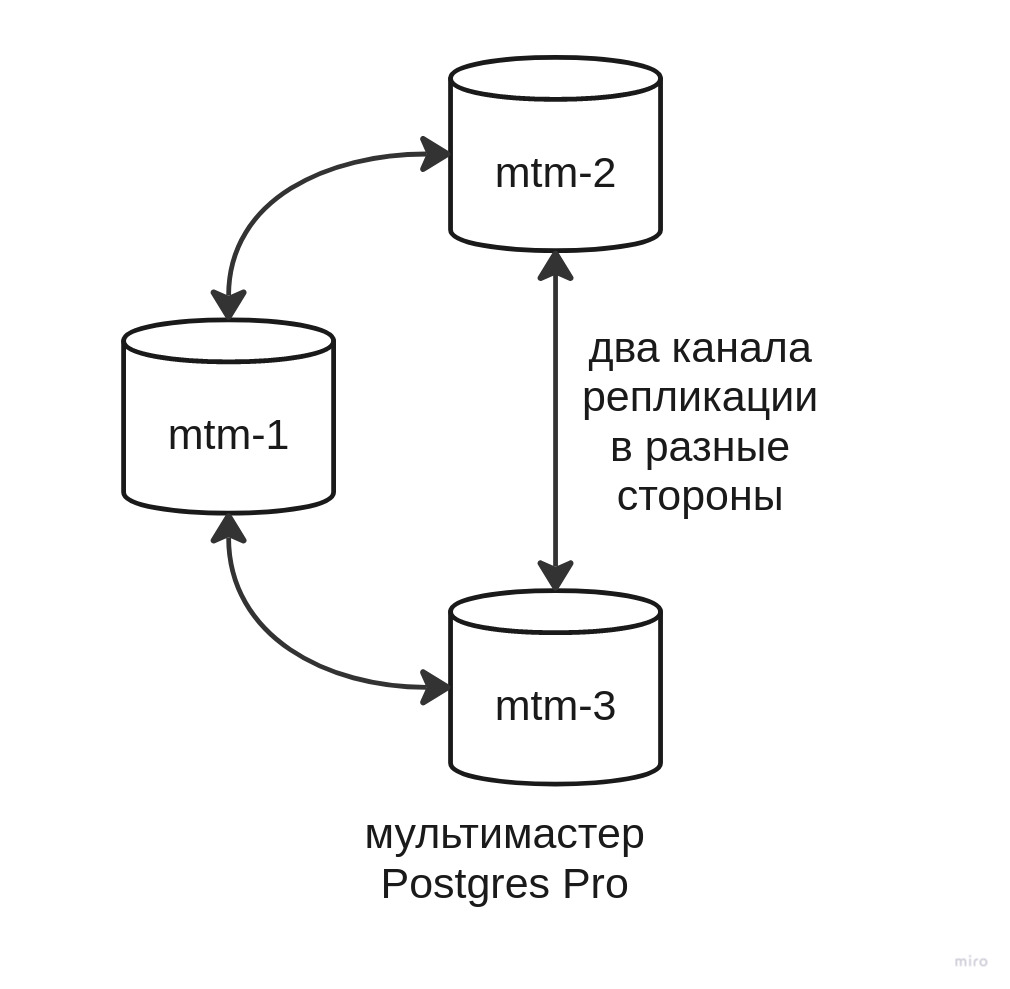 mtm-2
mtm-1
два канала
репликации
в разные
стороны
mtm-3
мультимастер
Postgres Pro
miro